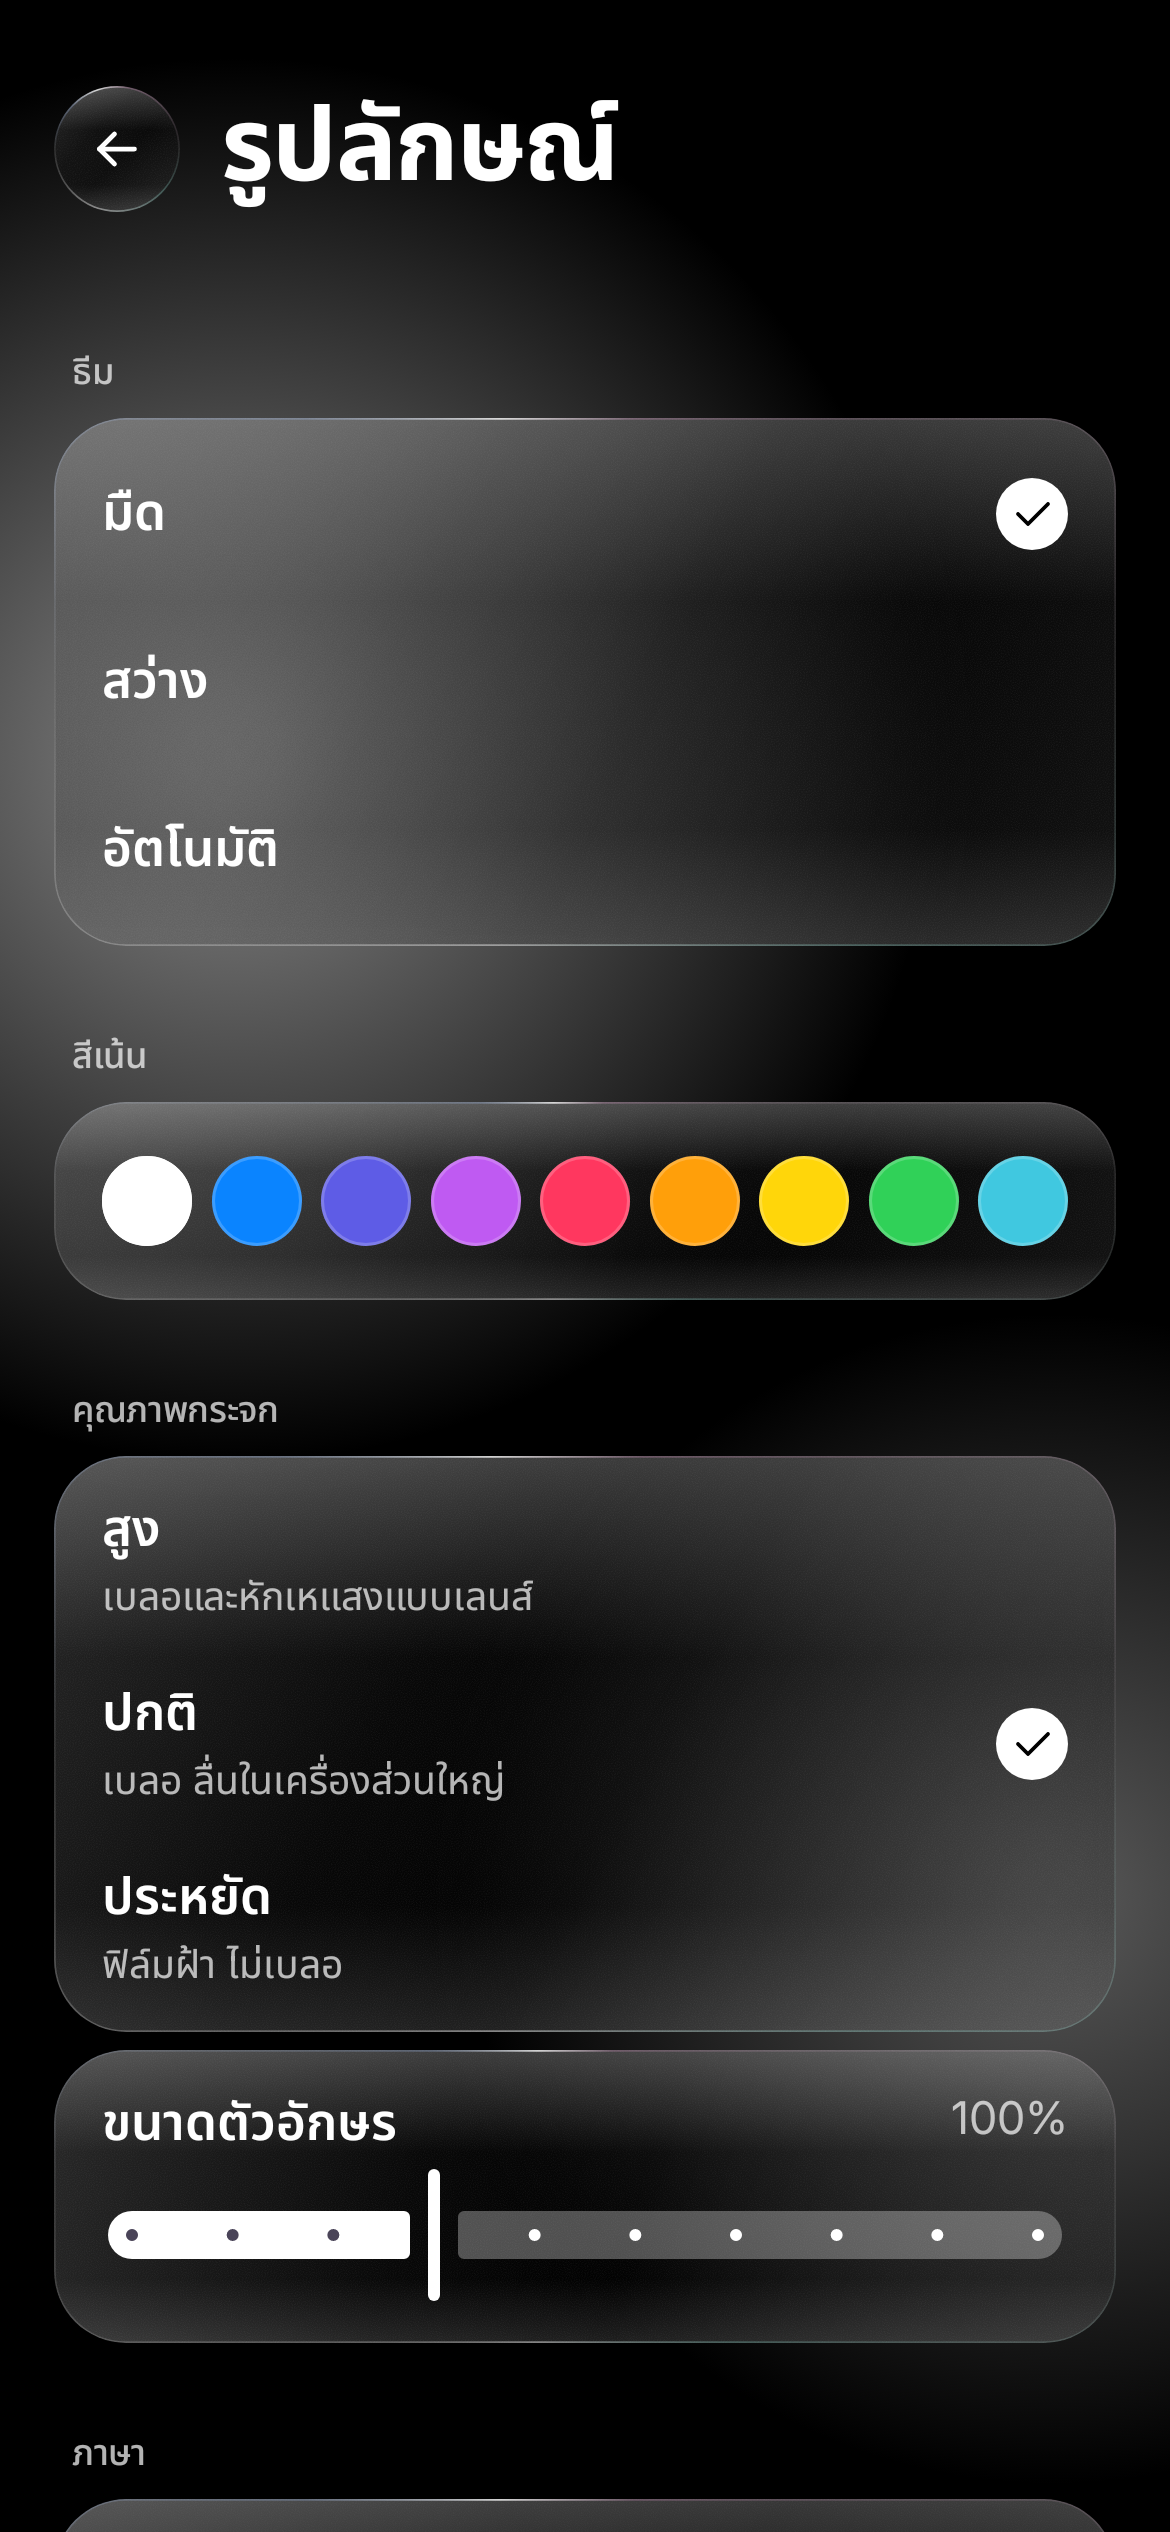 รูปลักษณ์
ธีม
มืด
สว่าง
อัตโนมัติ
สีเน้น
คุณภาพกระจก
สูง
เบลอและหักเหแสงแบบเลนส์
ปกติ
เบลอ ลื่นในเครื่องส่วนใหญ่
ประหยัด
ฟิล์มฝ้า ไม่เบลอ
ขนาดตัวอักษร
100%
ภาษา